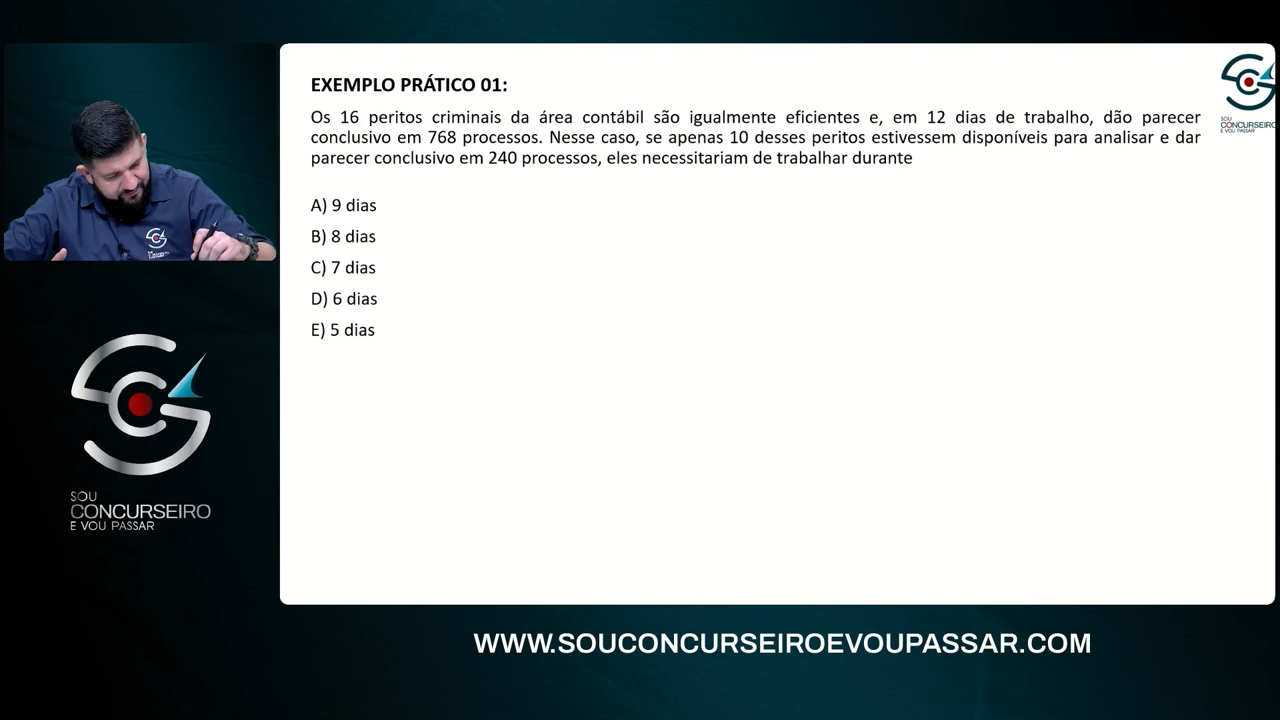 EXEMPLO PRÁTICO 01:
Os 16 peritos criminais da área contábil são igualmente eficientes e, em 12 dias de trabalho, dão parecer
conclusivo em 768 processos. Nesse caso, se apenas 10 desses peritos estivessem disponíveis para analisar e dar
parecer conclusivo em 240 processos, eles necessitariam de trabalhar durante
A) 9 dias
B) 8 dias
C) 7 dias
D) 6 dias
E) 5 dias
SOU
CONCURSEIRO
E VOU PASSAR
SOU
CONCURSEIRO
E VOU PASSAR
WWW.SOUCONCURSEIROEVOUPASSAR.COM